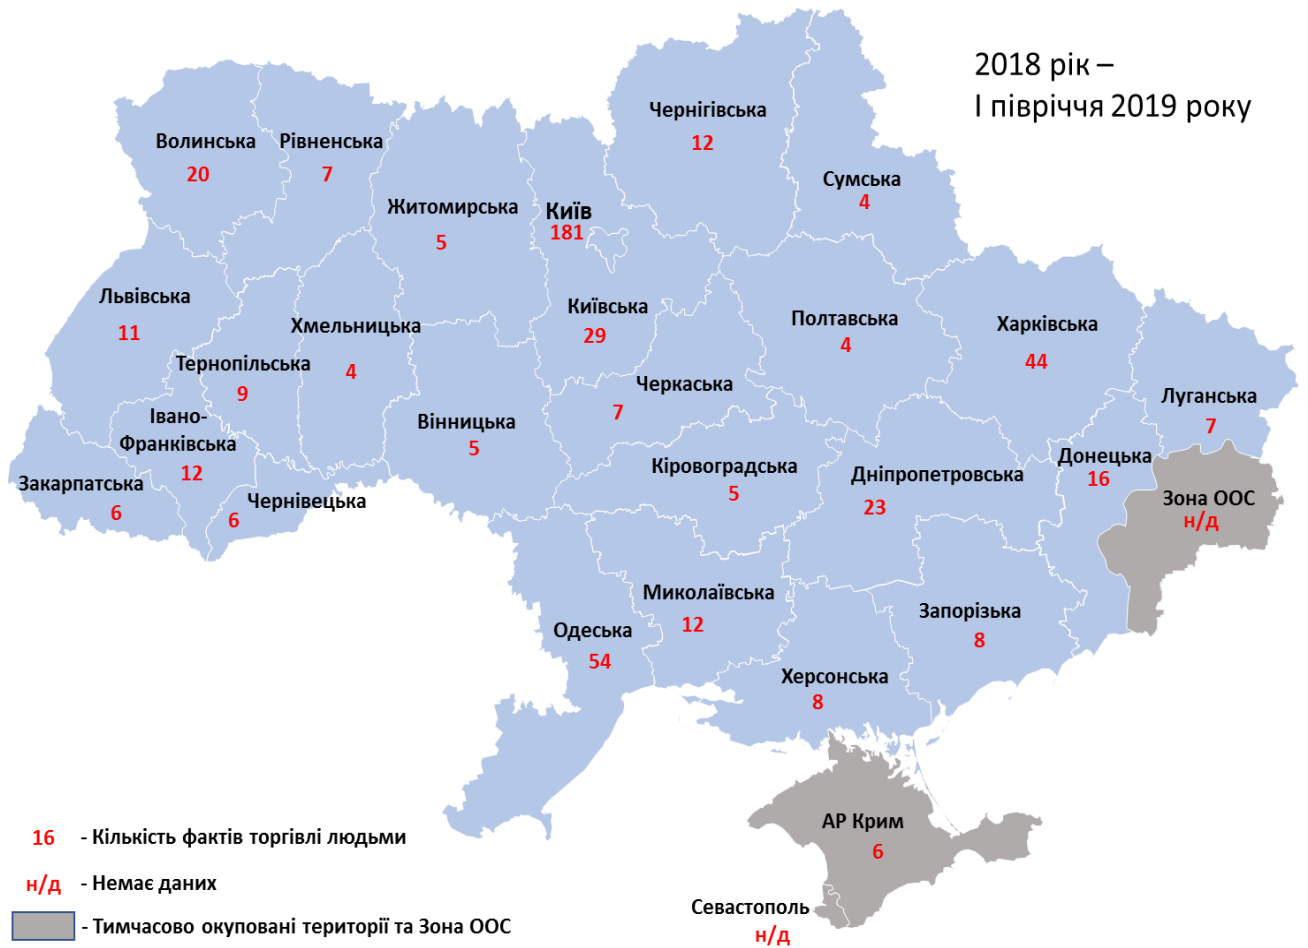 2018 рік –
І півріччя 2019 року
Чернігівська
12
Волинська
20
Рівненська
7
Сумська
4
Житомирська
5
Київ
181
Львівська
11
Київська
29
Хмельницька
4
Полтавська
4
Харківська
44
Тернопільська
9
Черкаська
7
Луганська
7
Івано-
Франківська
12
Вінницька
5
Кіровоградська
5
Дніпропетровська
23
Донецька
16
Закарпатська
6
Чернівецька
6
Зона ООС
н/д
Миколаївська
12
Запорізька
8
Одеська
54
Херсонська
8
АР Крим
6
Севастополь
н/д
16 - Кількість фактів торгівлі людьми
н/д - Немає даних
- Тимчасово окуповані території та Зона ООС